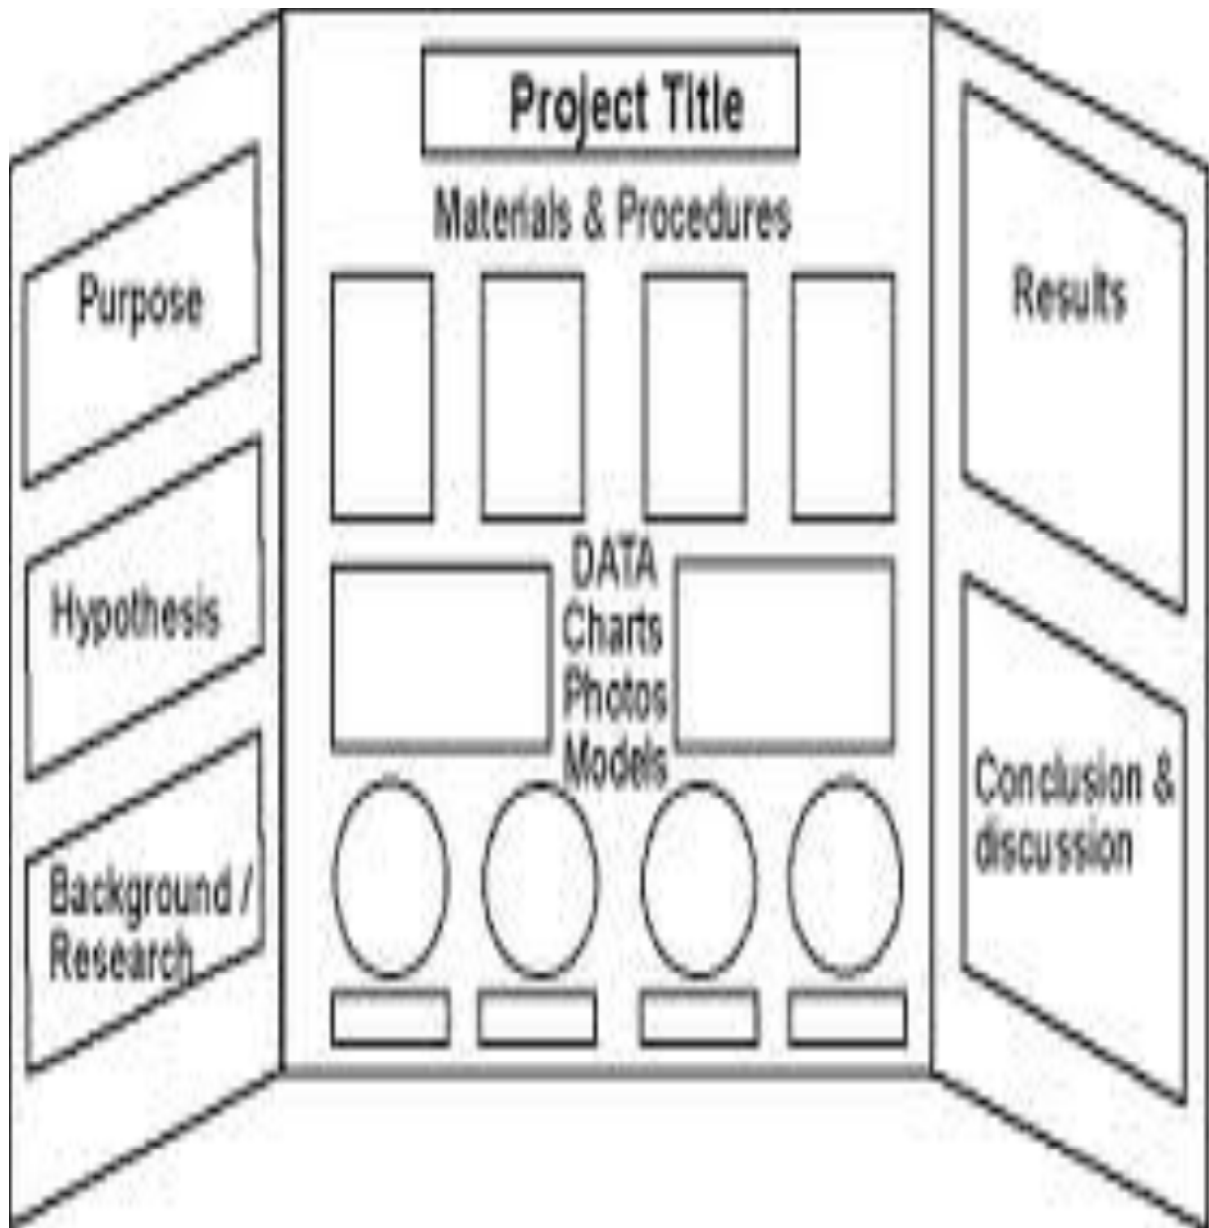 Project Title
Materials & Procedures
Purpose
Hypothesis
Background /
Research
DATA
Charts
Photos
Models
Results
Conclusion &
discussion